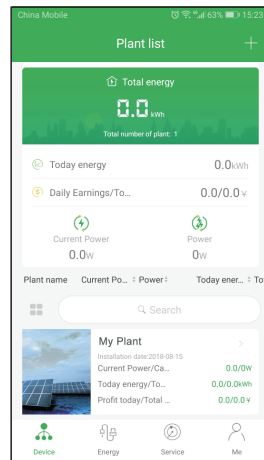 China Mobile 63% 15:23
Plant list
Total energy
0.0 kWh
Total number of plant: 1
Today energy 0.0kWh
Daily Earnings/To... 0.0/0.0 ¥
Current Power Power
0.0W 0W
Plant name Current Po... Power Today ener... To
Search
My Plant
Installation date:2018-08-15
Current Power/Ca... 0.0/0W
Today energy/To... 0.0/0.0kWh
Profit today/Total ... 0.0/0.0 ¥
Device Energy Service Me